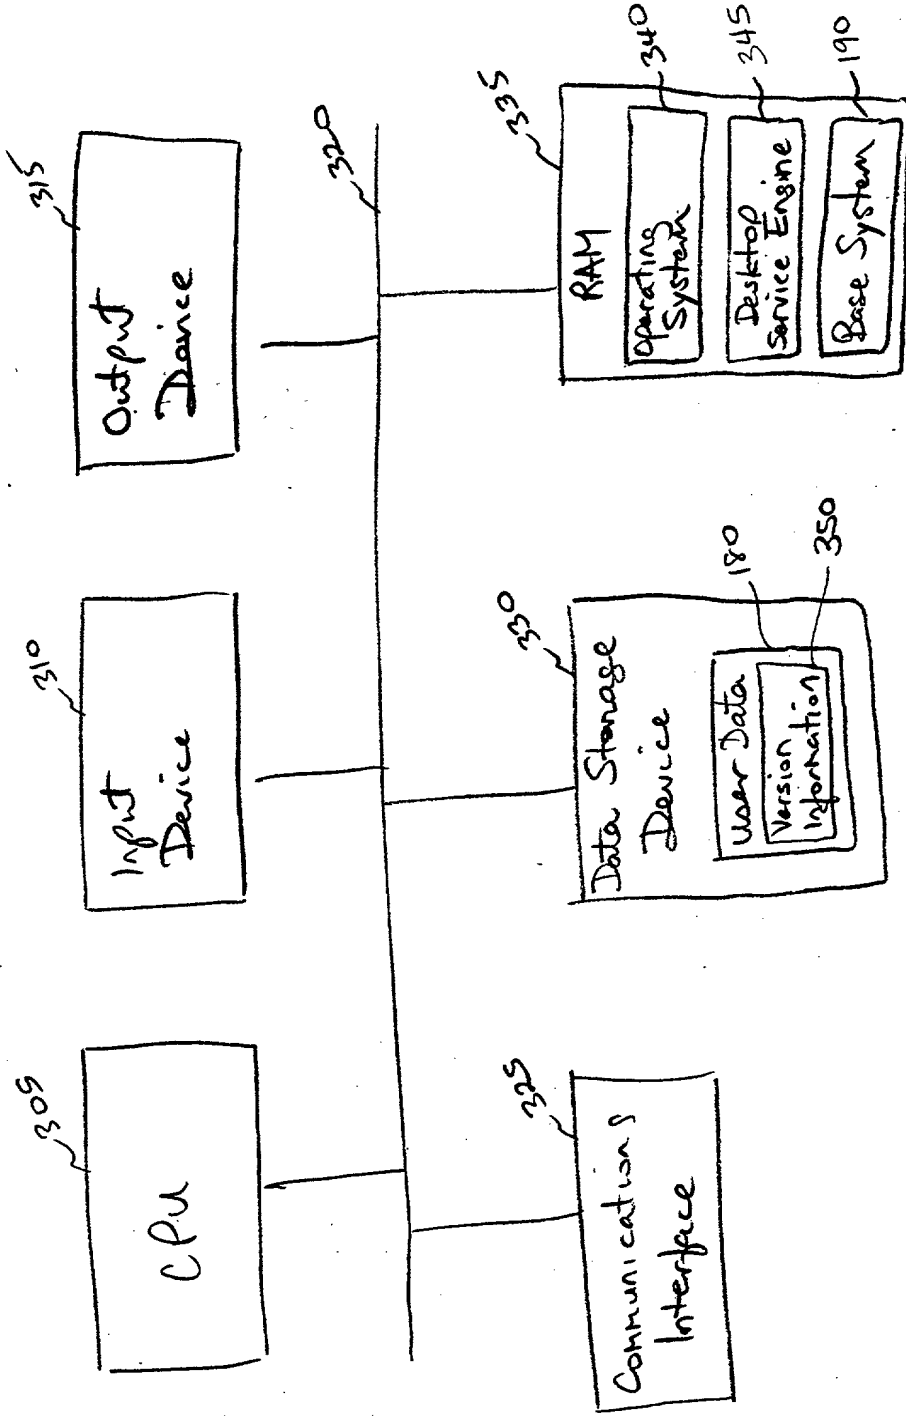 305
CPU
310
Input
Device
315
Output
Device
320
325
Communications
Interface
330
Data Storage
Device
User Data
180
Version
Information
350
335
RAM
Operating
System
340
Desktop
Service Engine
345
Base System
190